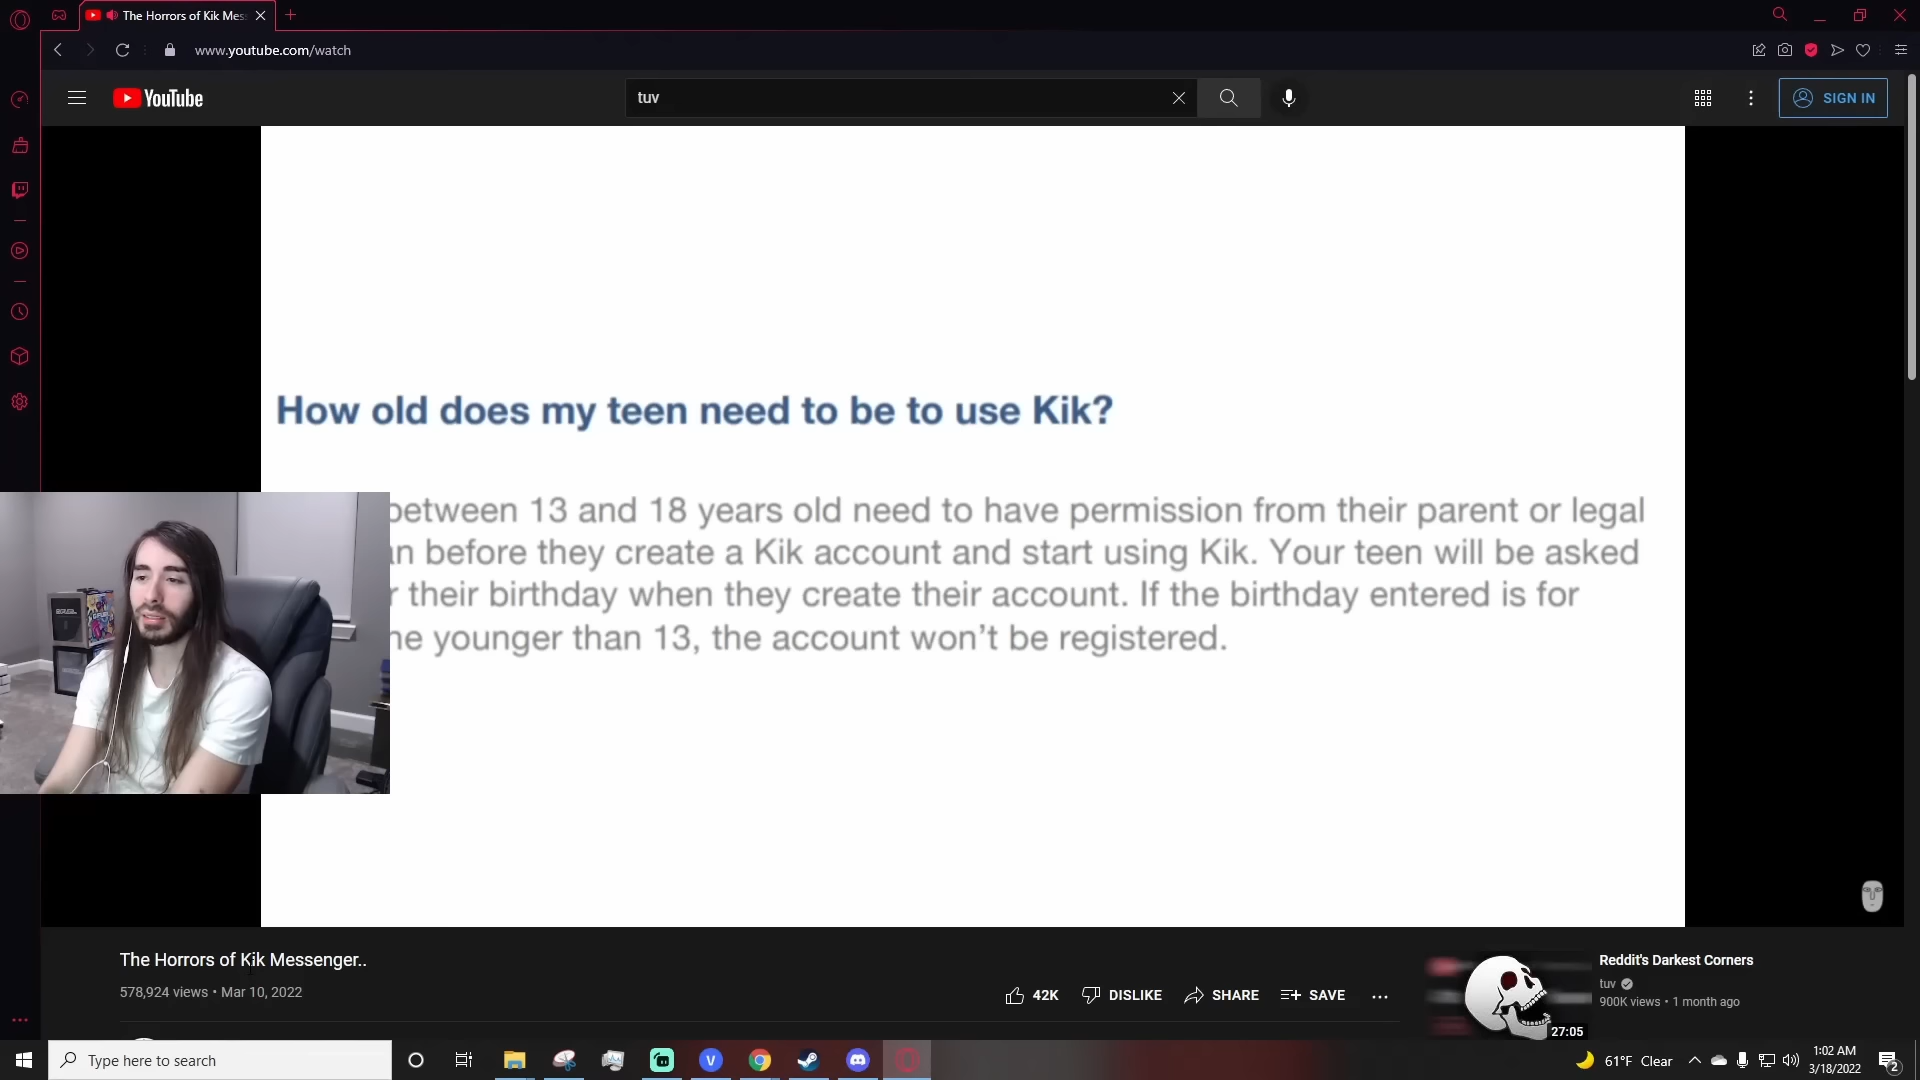 The Horrors of Kik Mes
www.youtube.com/watch
YouTube
tuv
SIGN IN
How old does my teen need to be to use Kik?
between 13 and 18 years old need to have permission from their parent or legal
before they create a Kik account and start using Kik. Your teen will be asked
their birthday when they create their account. If the birthday entered is for
younger than 13, the account won't be registered.
The Horrors of Kik Messenger..
578,924 views • Mar 10, 2022
42K
DISLIKE
SHARE
SAVE
Reddit's Darkest Corners
tuv
900K views • 1 month ago
27:05
Type here to search
61°F Clear
1:02 AM
3/18/2022
2